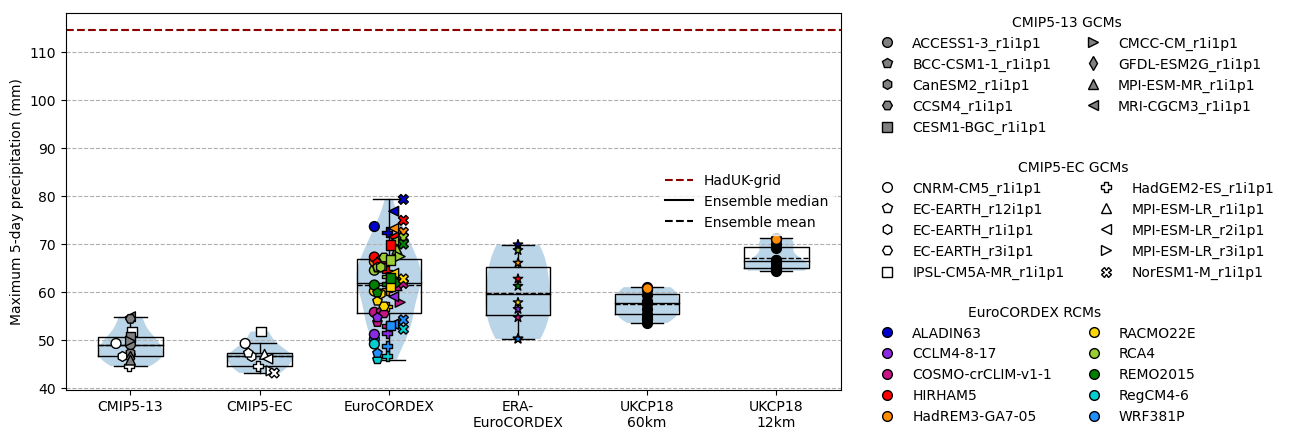 Maximum 5-day precipitation (mm)
110
100
90
80
70
60
50
40
HadUK-grid
Ensemble median
Ensemble mean
CMIP5-13
CMIP5-EC
EuroCORDEX
ERA-
EuroCORDEX
UKCP18
60km
UKCP18
12km
CMIP5-13 GCMs
ACCESS1-3_r1i1p1
BCC-CSM1-1_r1i1p1
CanESM2_r1i1p1
CCSM4_r1i1p1
CESM1-BGC_r1i1p1
CMCC-CM_r1i1p1
GFDL-ESM2G_r1i1p1
MPI-ESM-MR_r1i1p1
MRI-CGCM3_r1i1p1
CMIP5-EC GCMs
CNRM-CM5_r1i1p1
EC-EARTH_r12i1p1
EC-EARTH_r1i1p1
EC-EARTH_r3i1p1
IPSL-CM5A-MR_r1i1p1
HadGEM2-ES_r1i1p1
MPI-ESM-LR_r1i1p1
MPI-ESM-LR_r2i1p1
MPI-ESM-LR_r3i1p1
NorESM1-M_r1i1p1
EuroCORDEX RCMs
ALADIN63
CCLM4-8-17
COSMO-crCLIM-v1-1
HIRHAM5
HadREM3-GA7-05
RACMO22E
RCA4
REMO2015
RegCM4-6
WRF381P